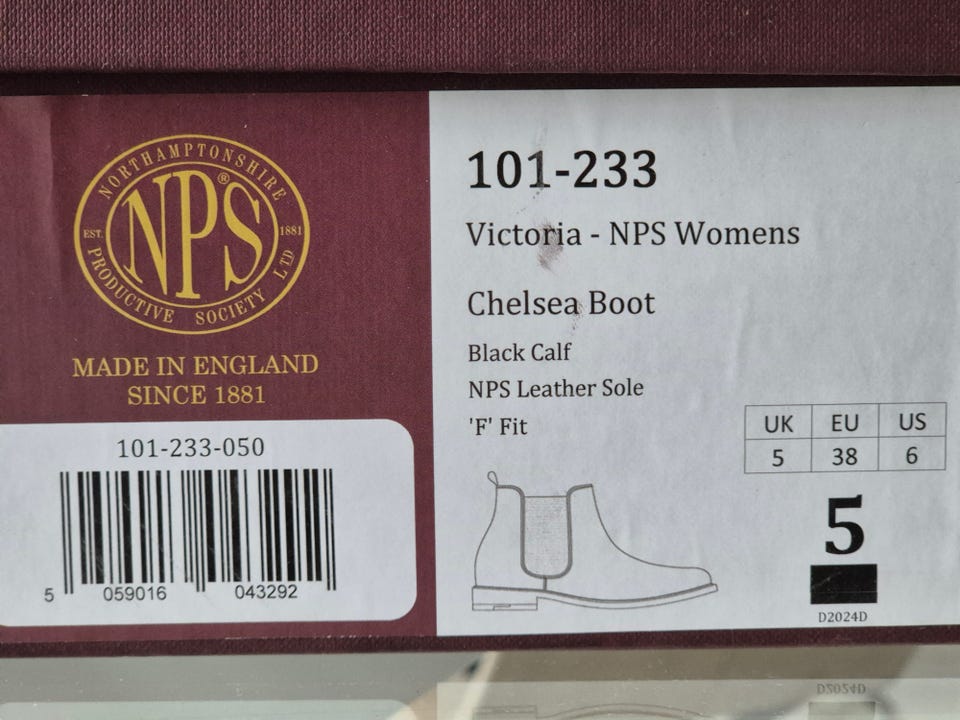 NORTHAMPTONSHIRE
EST. NPS® 1881
PRODUCTIVE SOCIETY LTD
MADE IN ENGLAND
SINCE 1881
101-233-050
5 059016 043292
101-233
Victoria - NPS Womens
Chelsea Boot
Black Calf
NPS Leather Sole
'F' Fit
UK EU US
5 38 6
5
D2024D
D2024D